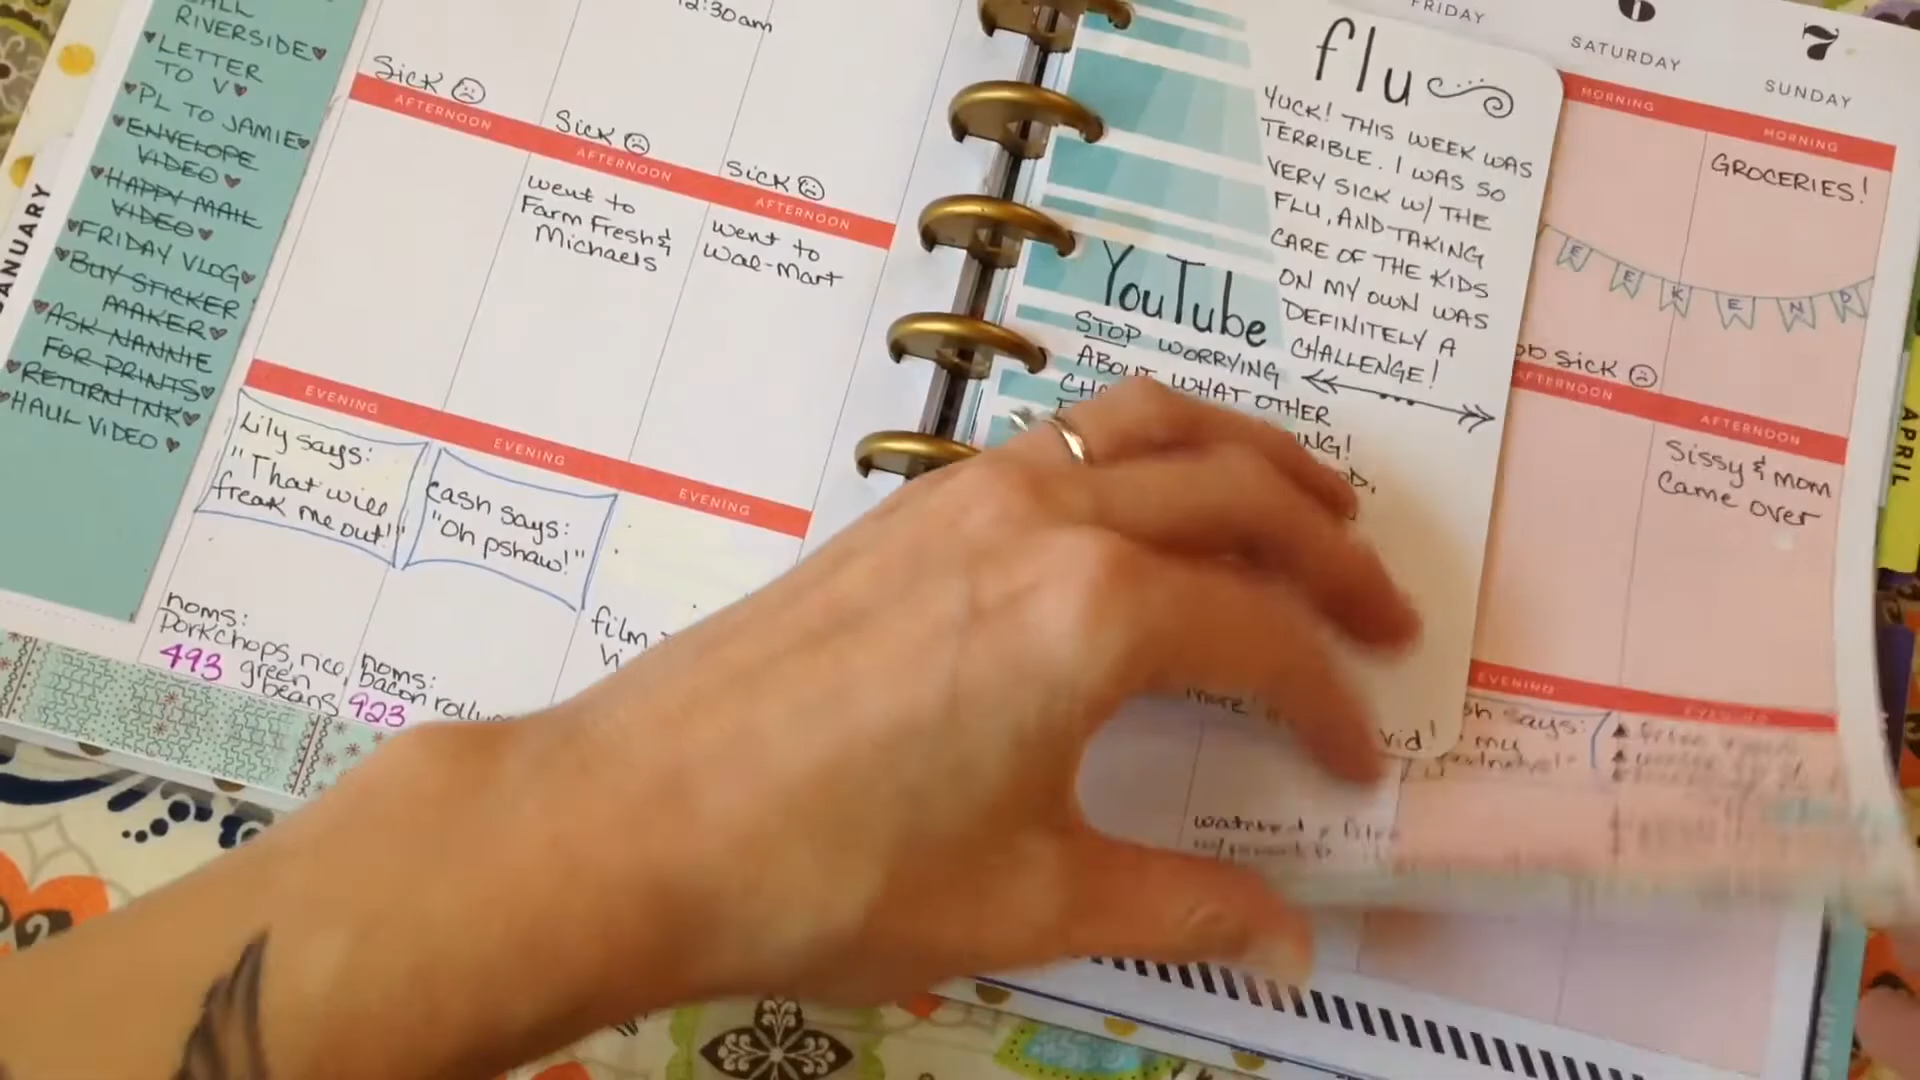 RIVERSIDE
LETTER
TO V
PL TO JAMIE
ENVELOPE
VIDEO
HAPPY MAIL
VIDEO
FRIDAY VLOG
BUY STICKER
MAKER
ASK NANNIE
FOR PRINTS
RETURN INK
HAUL VIDEO
JANUARY
12:30am
Sick
Sick
Sick
AFTERNOON
AFTERNOON
AFTERNOON
went to
Farm Fresh &
Michaels
went to
Wal-Mart
EVENING
EVENING
EVENING
Lily says:
"That will
freak me out!"
Cash says:
"Oh pshaw!"
noms:
Porkchops, rice,
493 green
beans
noms:
bacon
923
film
flu
YUCK! THIS WEEK WAS
TERRIBLE. I WAS SO
VERY SICK W/ THE
FLU, AND TAKING
CARE OF THE KIDS
ON MY OWN WAS
DEFINITELY A
CHALLENGE!
YouTube
STOP WORRYING
ABOUT WHAT OTHER
FRIDAY
6
SATURDAY
7
SUNDAY
MORNING
MORNING
GROCERIES!
EEKEND
SICK
AFTERNOON
AFTERNOON
Sissy & mom
came over
EVENING
EVENING
says:
my
APRIL